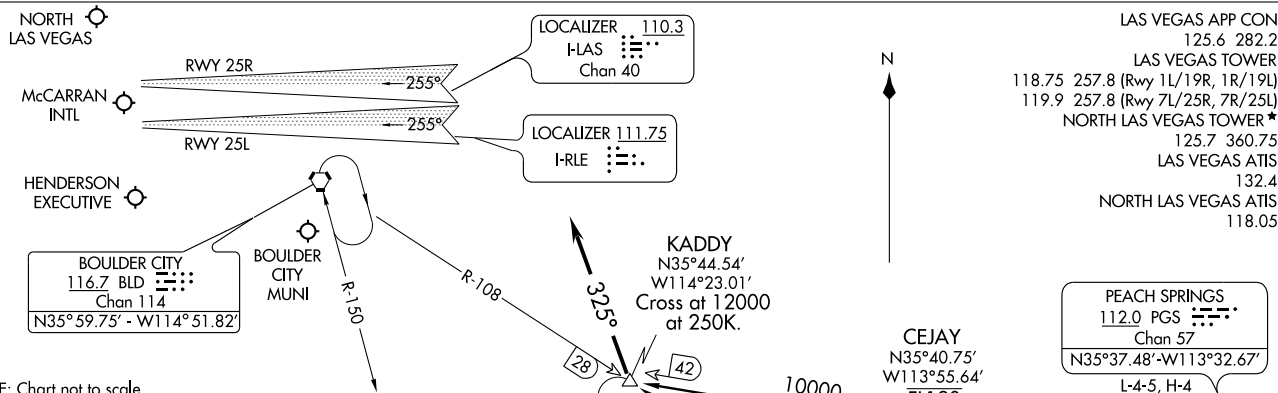 NORTH
LAS VEGAS
RWY 25R
255°
McCARRAN
INTL
255°
RWY 25L
HENDERSON
EXECUTIVE
LOCALIZER 110.3
I-LAS
Chan 40
LOCALIZER 111.75
I-RLE
N
LAS VEGAS APP CON
125.6 282.2
LAS VEGAS TOWER
118.75 257.8 (Rwy 1L/19R, 1R/19L)
119.9 257.8 (Rwy 7L/25R, 7R/25L)
NORTH LAS VEGAS TOWER★
125.7 360.75
LAS VEGAS ATIS
132.4
NORTH LAS VEGAS ATIS
118.05
BOULDER CITY
116.7 BLD
Chan 114
N35°59.75' - W114°51.82'
BOULDER
CITY
MUNI
R-150
R-108
325°
KADDY
N35°44.54'
W114°23.01'
Cross at 12000
at 250K.
28
42
10000
CEJAY
N35°40.75'
W113°55.64'
PEACH SPRINGS
112.0 PGS
Chan 57
N35°37.48'-W113°32.67'
L-4-5, H-4
E: Chart not to scale